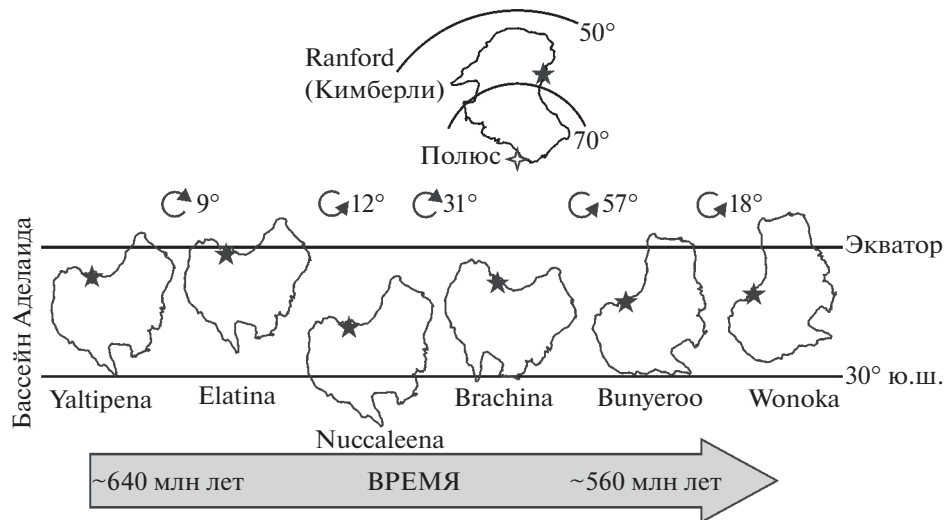 50°
Ranford
(Кимберли)
70°
Полюс
9°
12°
31°
57°
18°
Экватор
Бассейн Аделаида
30° ю.ш.
Yaltipena
Elatina
Nuccaleena
Brachina
Bunyeroo
Wonoka
~640 млн лет
ВРЕМЯ
~560 млн лет